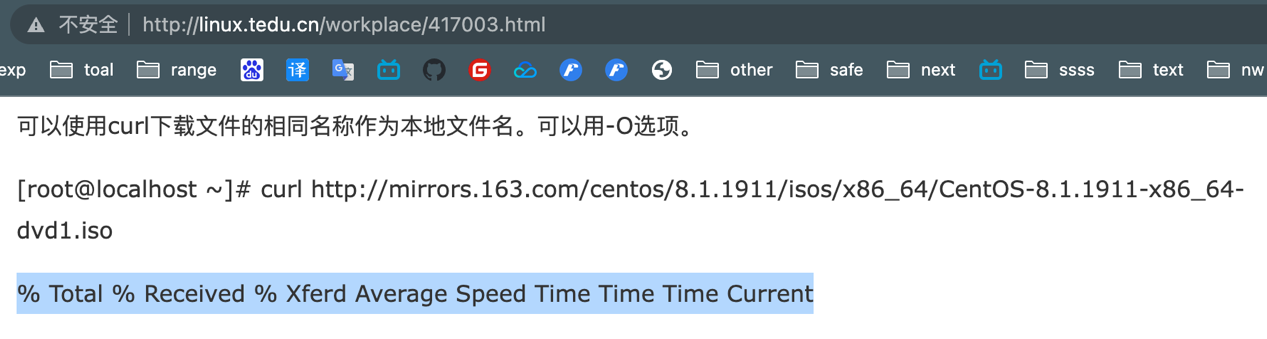 不安全 http://linux.tedu.cn/workplace/417003.html
exp toal range du 译 G other safe next ssss text nw
可以使用curl下载文件的相同名称作为本地文件名。可以用-O选项。
[root@localhost ~]# curl http://mirrors.163.com/centos/8.1.1911/isos/x86_64/CentOS-8.1.1911-x86_64-
dvd1.iso
% Total % Received % Xferd Average Speed Time Time Time Current